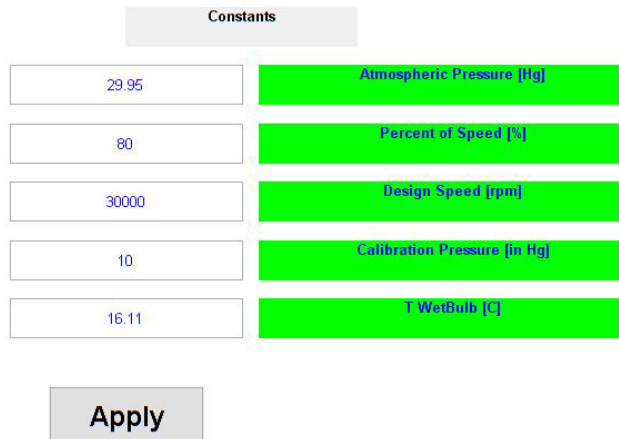 Constants
29.95 Atmospheric Pressure [Hg]
80 Percent of Speed [%]
30000 Design Speed [rpm]
10 Calibration Pressure [in Hg]
16.11 T WetBulb [C]
Apply